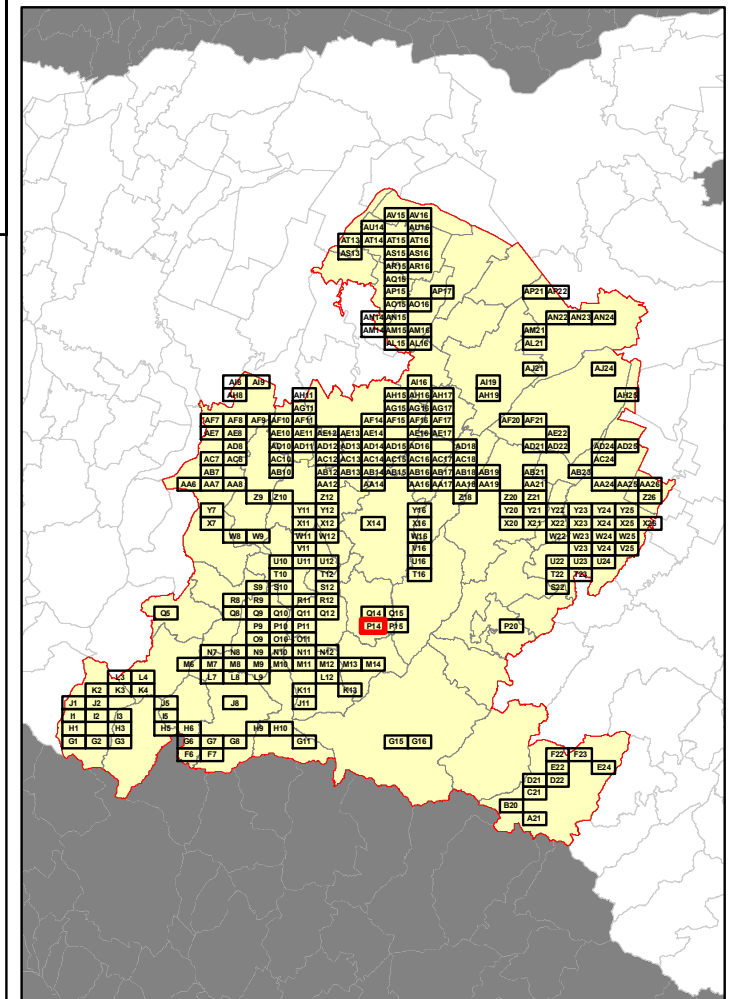 AV15 AV16
AU14 AU16
AT13 AT14 AT15 AT16
AS13 AS15 AS16
AR15 AR16
AQ15
AP15 AP17 AP21 AP22
AO15 AO16
AN14 AN15 AN22 AN23 AN24
AM14 AM15 AM16 AM21
AL15 AL16 AL21
AJ21 AJ24
AI8 AI9 AI16 AI19
AH8 AH11 AH15 AH16 AH17 AH19 AH25
AG11 AG15 AG16 AG17
AF7 AF8 AF9 AF10 AF11 AF14 AF15 AF16 AF17 AF20 AF21
AE7 AE8 AE10 AE11 AE12 AE13 AE14 AE16 AE17 AE22
AD8 AD10 AD11 AD12 AD13 AD14 AD15 AD16 AD18 AD21 AD22 AD24 AD25
AC7 AC8 AC10 AC12 AC13 AC14 AC15 AC16 AC17 AC18 AC24
AB7 AB10 AB12 AB13 AB14 AB15 AB16 AB17 AB18 AB19 AB21 AB23
AA6 AA7 AA8 AA12 AA14 AA16 AA17 AA18 AA19 AA21 AA24 AA25 AA26
Z9 Z10 Z12 Z18 Z20 Z21 Z26
Y7 Y11 Y12 Y16 Y20 Y21 Y22 Y23 Y24 Y25
X7 X11 X12 X14 X16 X20 X21 X22 X23 X24 X25 X26
W8 W9 W11 W12 W16 W22 W23 W24 W25
V11 V16 V23 V24 V25
U10 U11 U12 U16 U22 U23 U24
T10 T12 T16 T22 T23
S9 S10 S12 S22
R8 R9 R11 R12
Q5 Q8 Q9 Q10 Q11 Q12 Q14 Q15
P9 P10 P11 P14 P15 P20
O9 O10 O11
N7 N8 N9 N10 N11 N12
M6 M7 M8 M9 M10 M11 M12 M13 M14
L3 L4 L7 L8 L9 L12
K2 K3 K4 K11 K13
J1 J2 J5 J8 J11
I1 I2 I3 I5
H1 H3 H5 H6 H9 H10
G1 G2 G3 G6 G7 G8 G11 G15 G16
F6 F7 F22 F23
E22 E24
D21 D22
C21
B20
A21